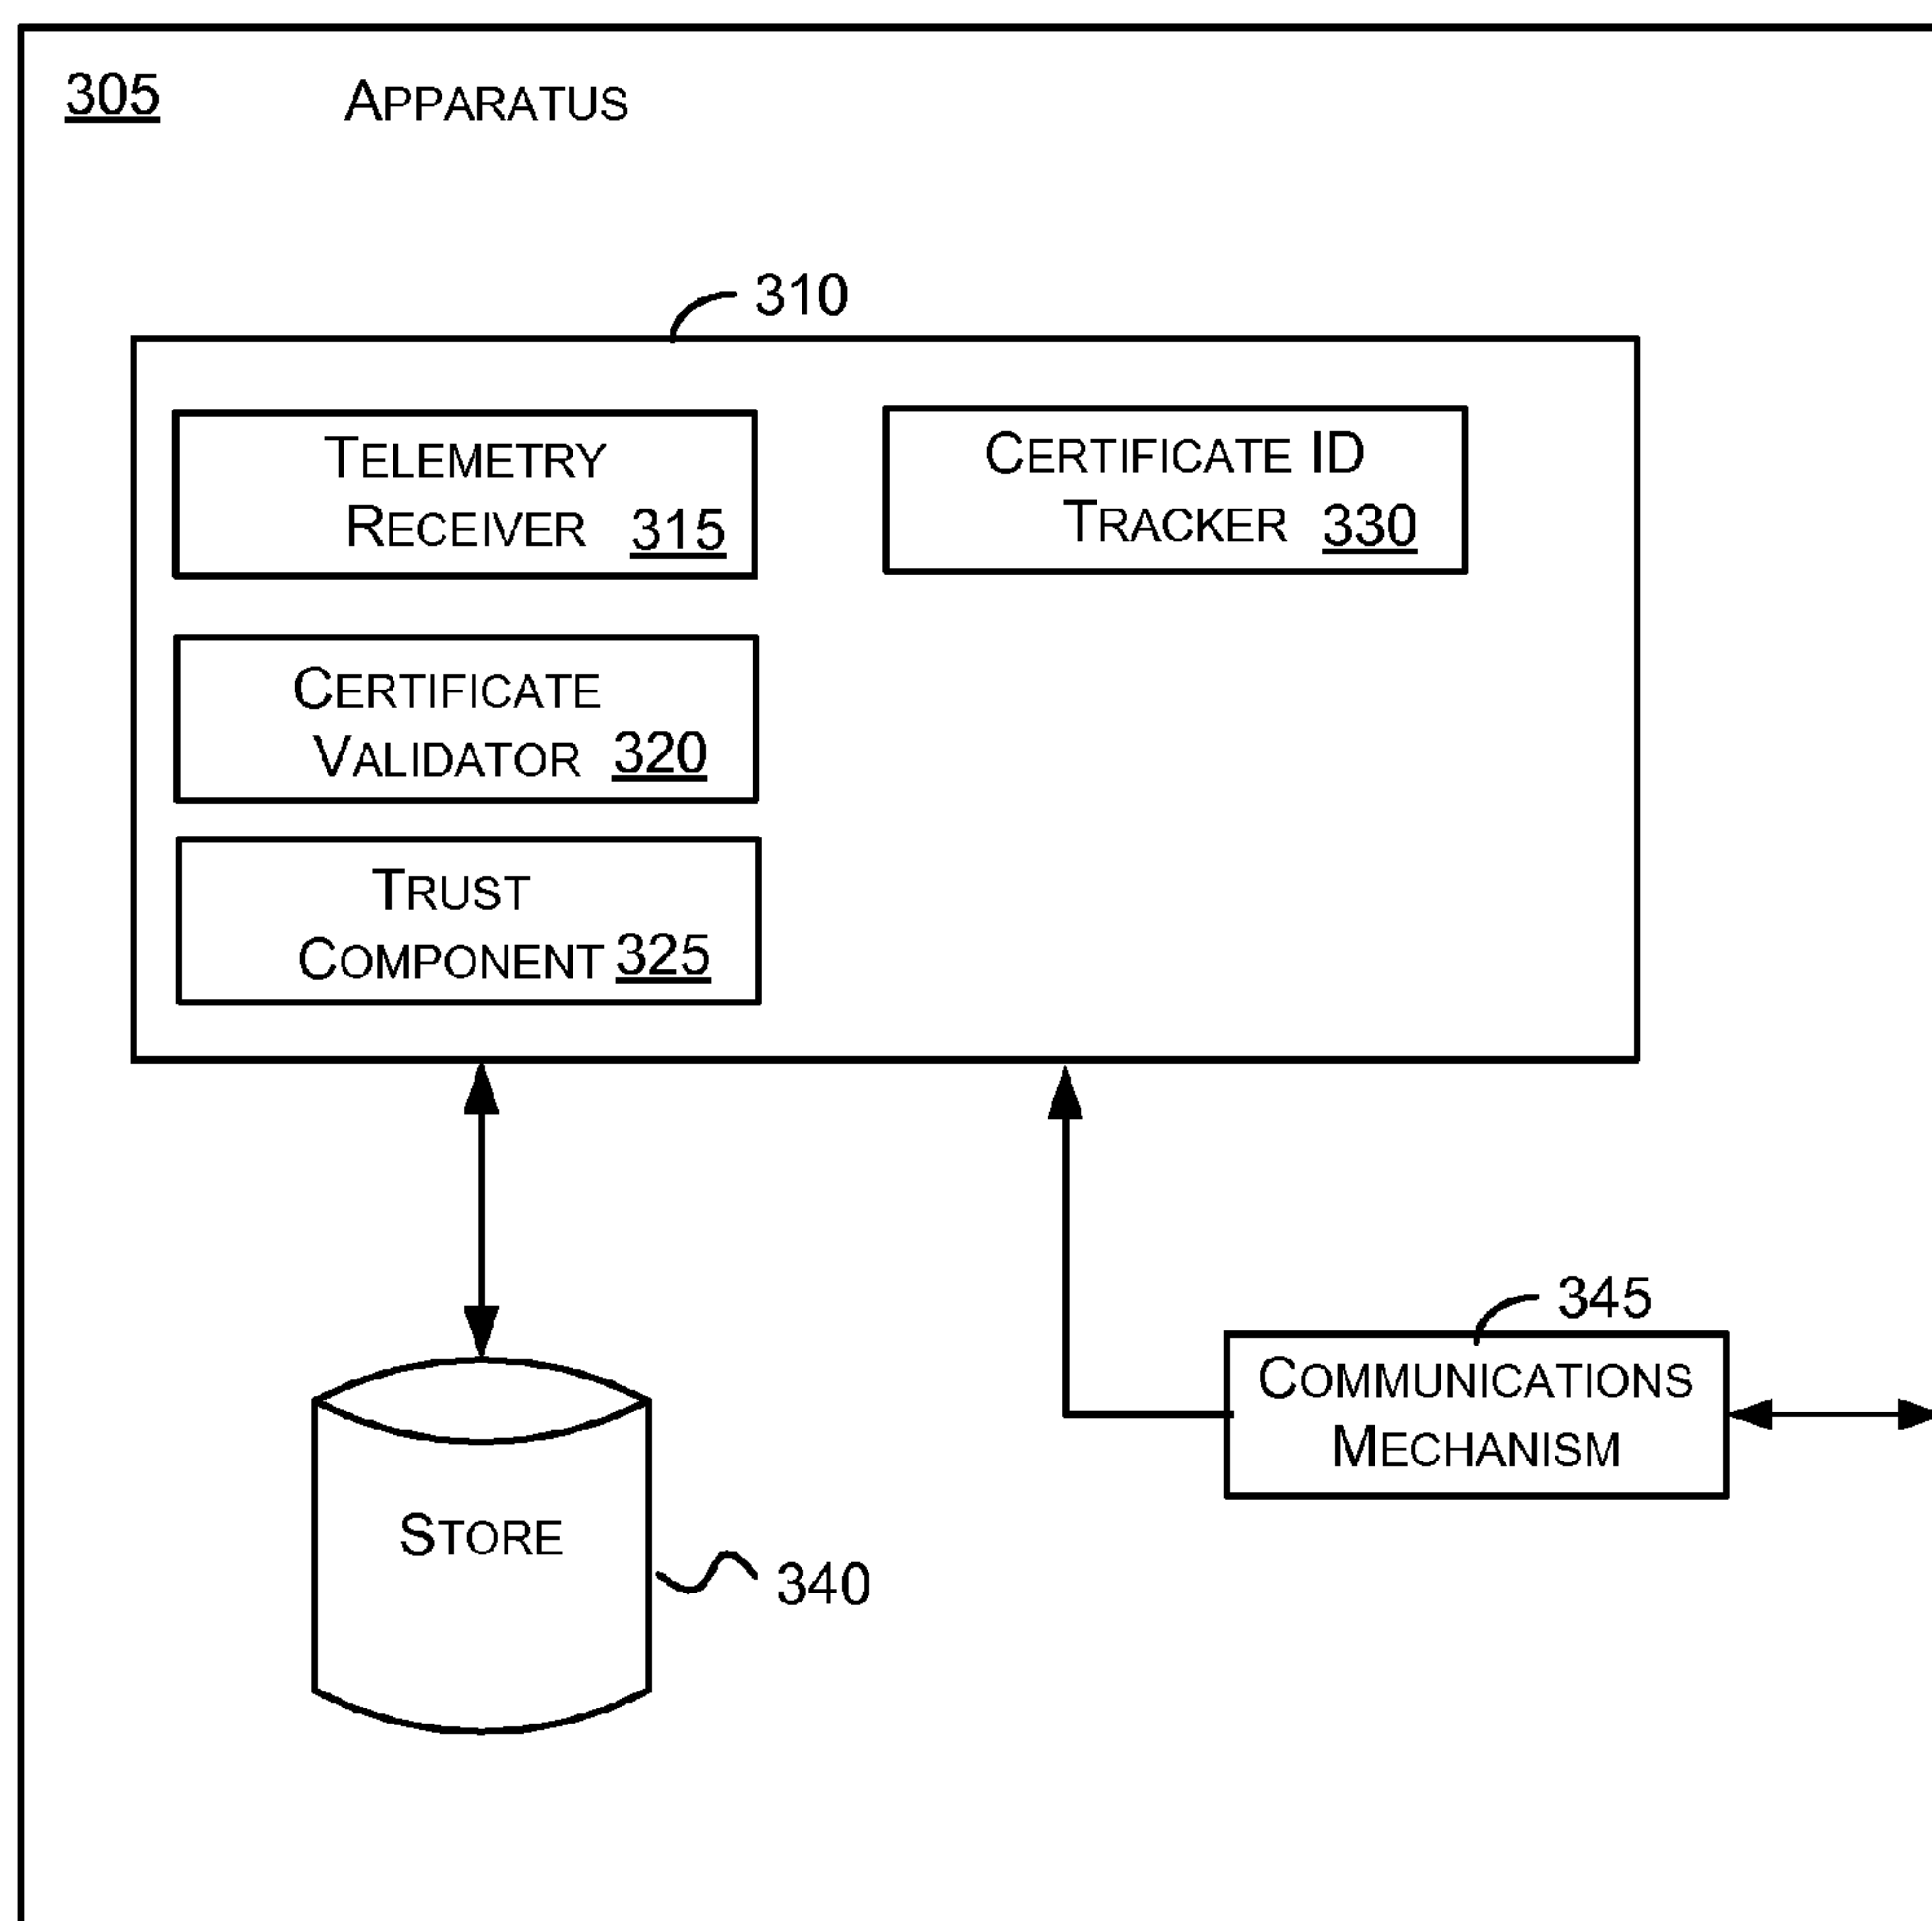 305 APPARATUS
310
TELEMETRY
RECEIVER 315
CERTIFICATE ID
TRACKER 330
CERTIFICATE
VALIDATOR 320
TRUST
COMPONENT 325
345
COMMUNICATIONS
MECHANISM
STORE
340